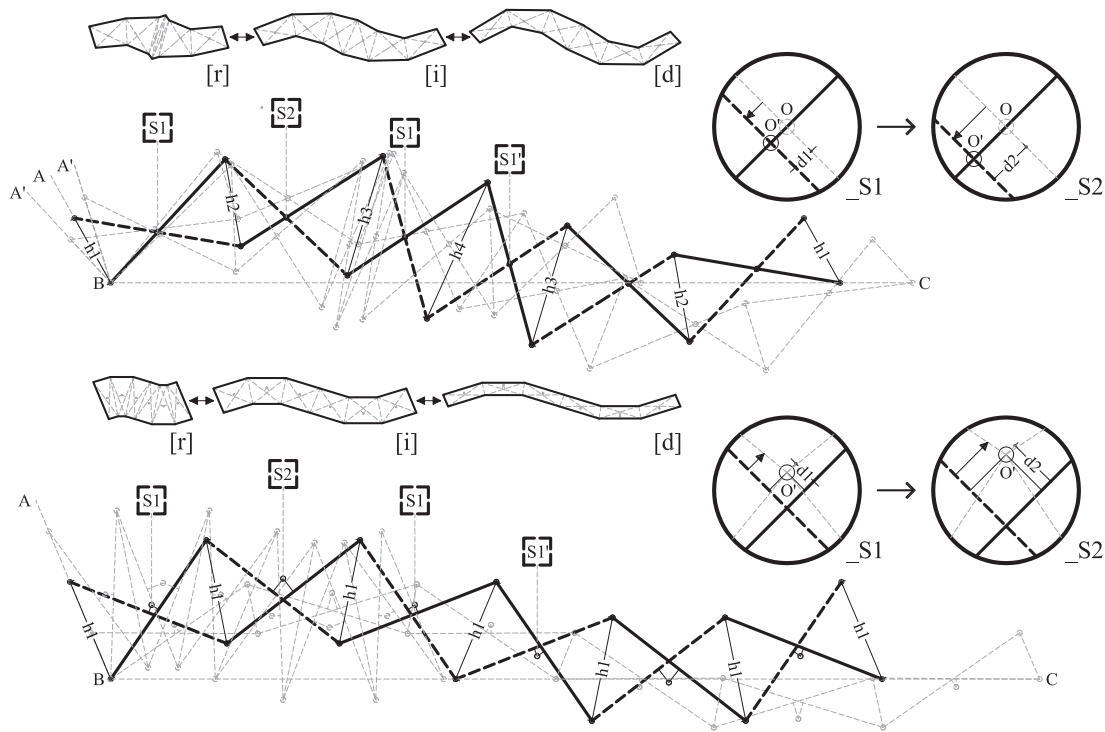 [r]
[i]
[d]
S1
S2
S1
S1'
A'
A
A'
h1
h2
h3
h4
h3
h2
h1
B
C
O
O'
d1
_S1
O
O'
d2
_S2
[r]
[i]
[d]
A
S1
S2
S1
S1'
h1
h1
h1
h1
h1
h1
h1
B
C
d1
O'
_S1
d2
O'
_S2